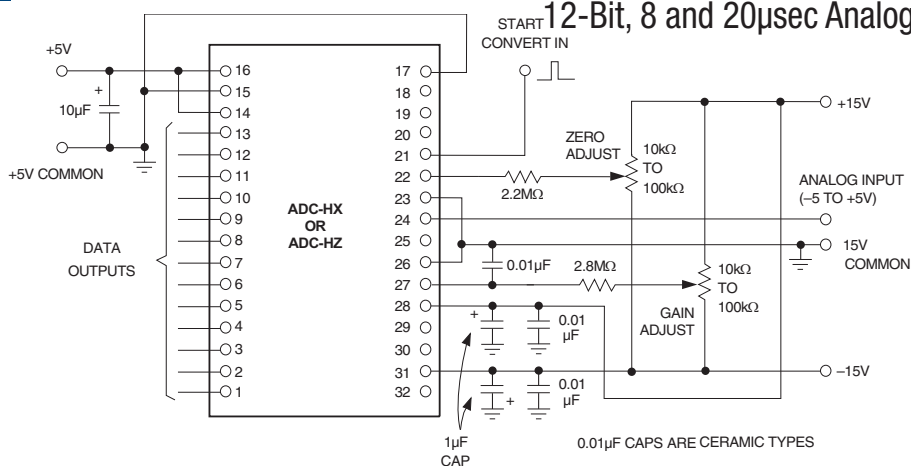 12-Bit, 8 and 20µsec Analog
START
CONVERT IN
+5V
+
10µF
+5V COMMON
DATA
OUTPUTS
16
15
14
13
12
11
10
9
8
7
6
5
4
3
2
1
ADC-HX
OR
ADC-HZ
17
18
19
20
21
22
23
24
25
26
27
28
29
30
31
32
ZERO
ADJUST
2.2MΩ
10kΩ
TO
100kΩ
+15V
ANALOG INPUT
(–5 TO +5V)
15V
COMMON
0.01µF
2.8MΩ
–
10kΩ
TO
100kΩ
GAIN
ADJUST
+
0.01
µF
–15V
0.01
µF
+
1µF
CAP
0.01µF CAPS ARE CERAMIC TYPES